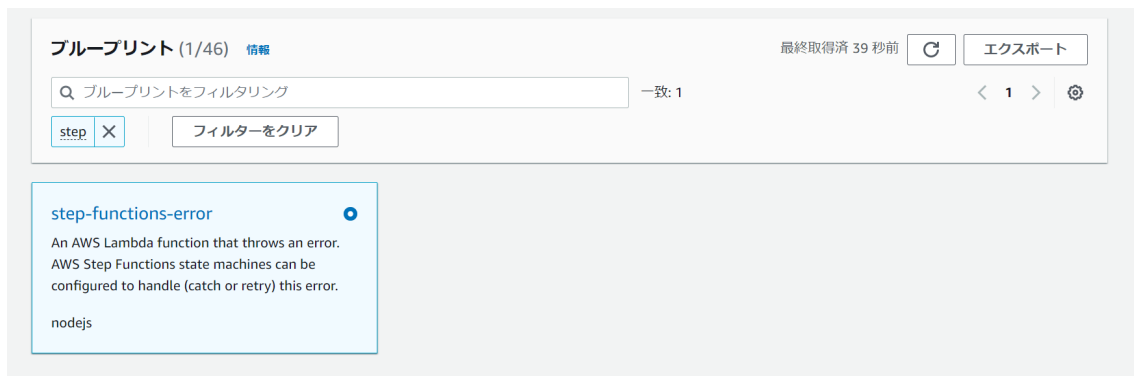 ブループリント (1/46) 情報
最終取得済 39 秒前
エクスポート
ブループリントをフィルタリング
一致: 1
1
step
フィルターをクリア
step-functions-error
An AWS Lambda function that throws an error.
AWS Step Functions state machines can be
configured to handle (catch or retry) this error.
nodejs